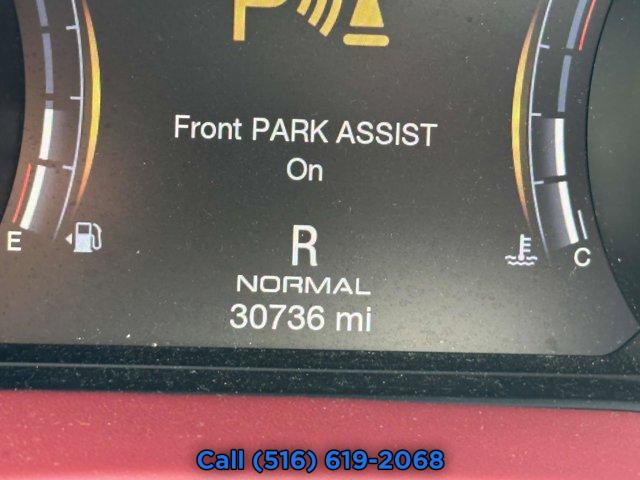 P
Front PARK ASSIST
On
R
E
C
NORMAL
30736 mi
Call (516) 619-2068